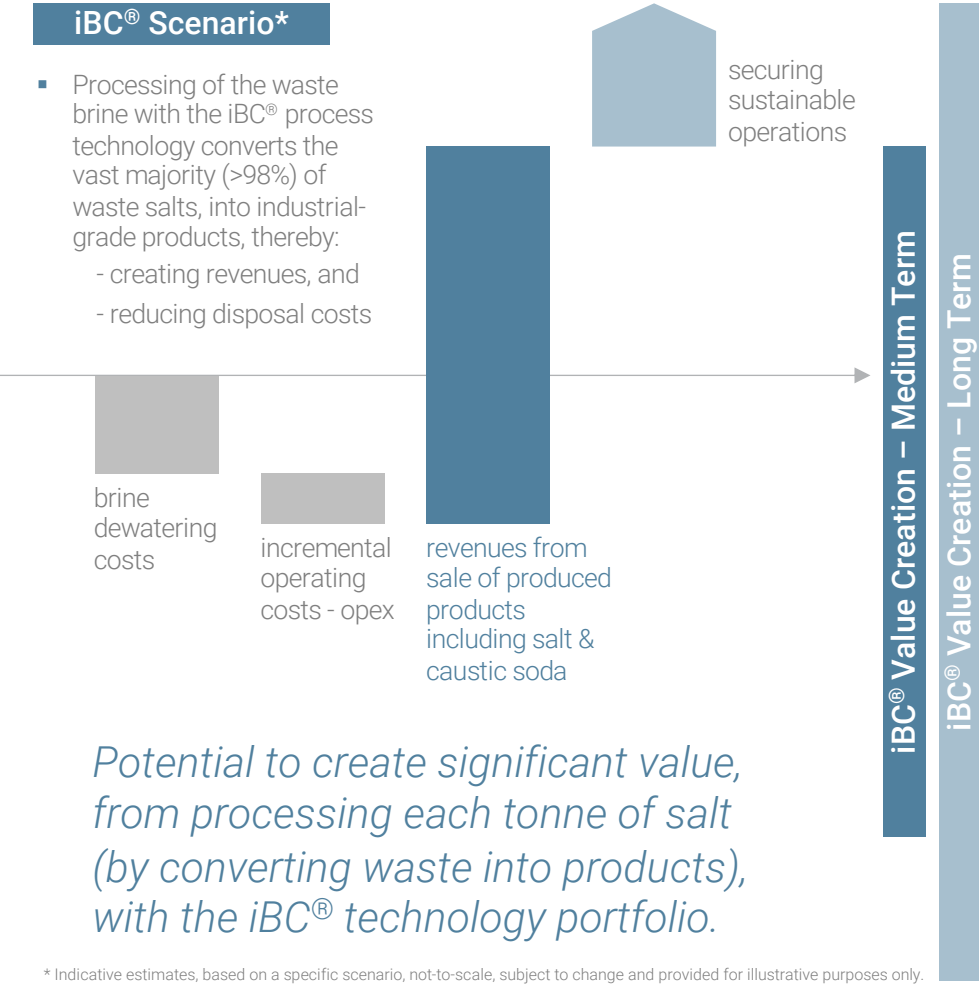 iBC® Scenario*
▪ Processing of the waste
brine with the iBC® process
technology converts the
vast majority (>98%) of
waste salts, into industrial-
grade products, thereby:
- creating revenues, and
- reducing disposal costs
securing
sustainable
operations
brine
dewatering
costs
incremental
operating
costs - opex
revenues from
sale of produced
products
including salt &
caustic soda
iBC® Value Creation – Medium Term
iBC® Value Creation – Long Term
Potential to create significant value,
from processing each tonne of salt
(by converting waste into products),
with the iBC® technology portfolio.
* Indicative estimates, based on a specific scenario, not-to-scale, subject to change and provided for illustrative purposes only.